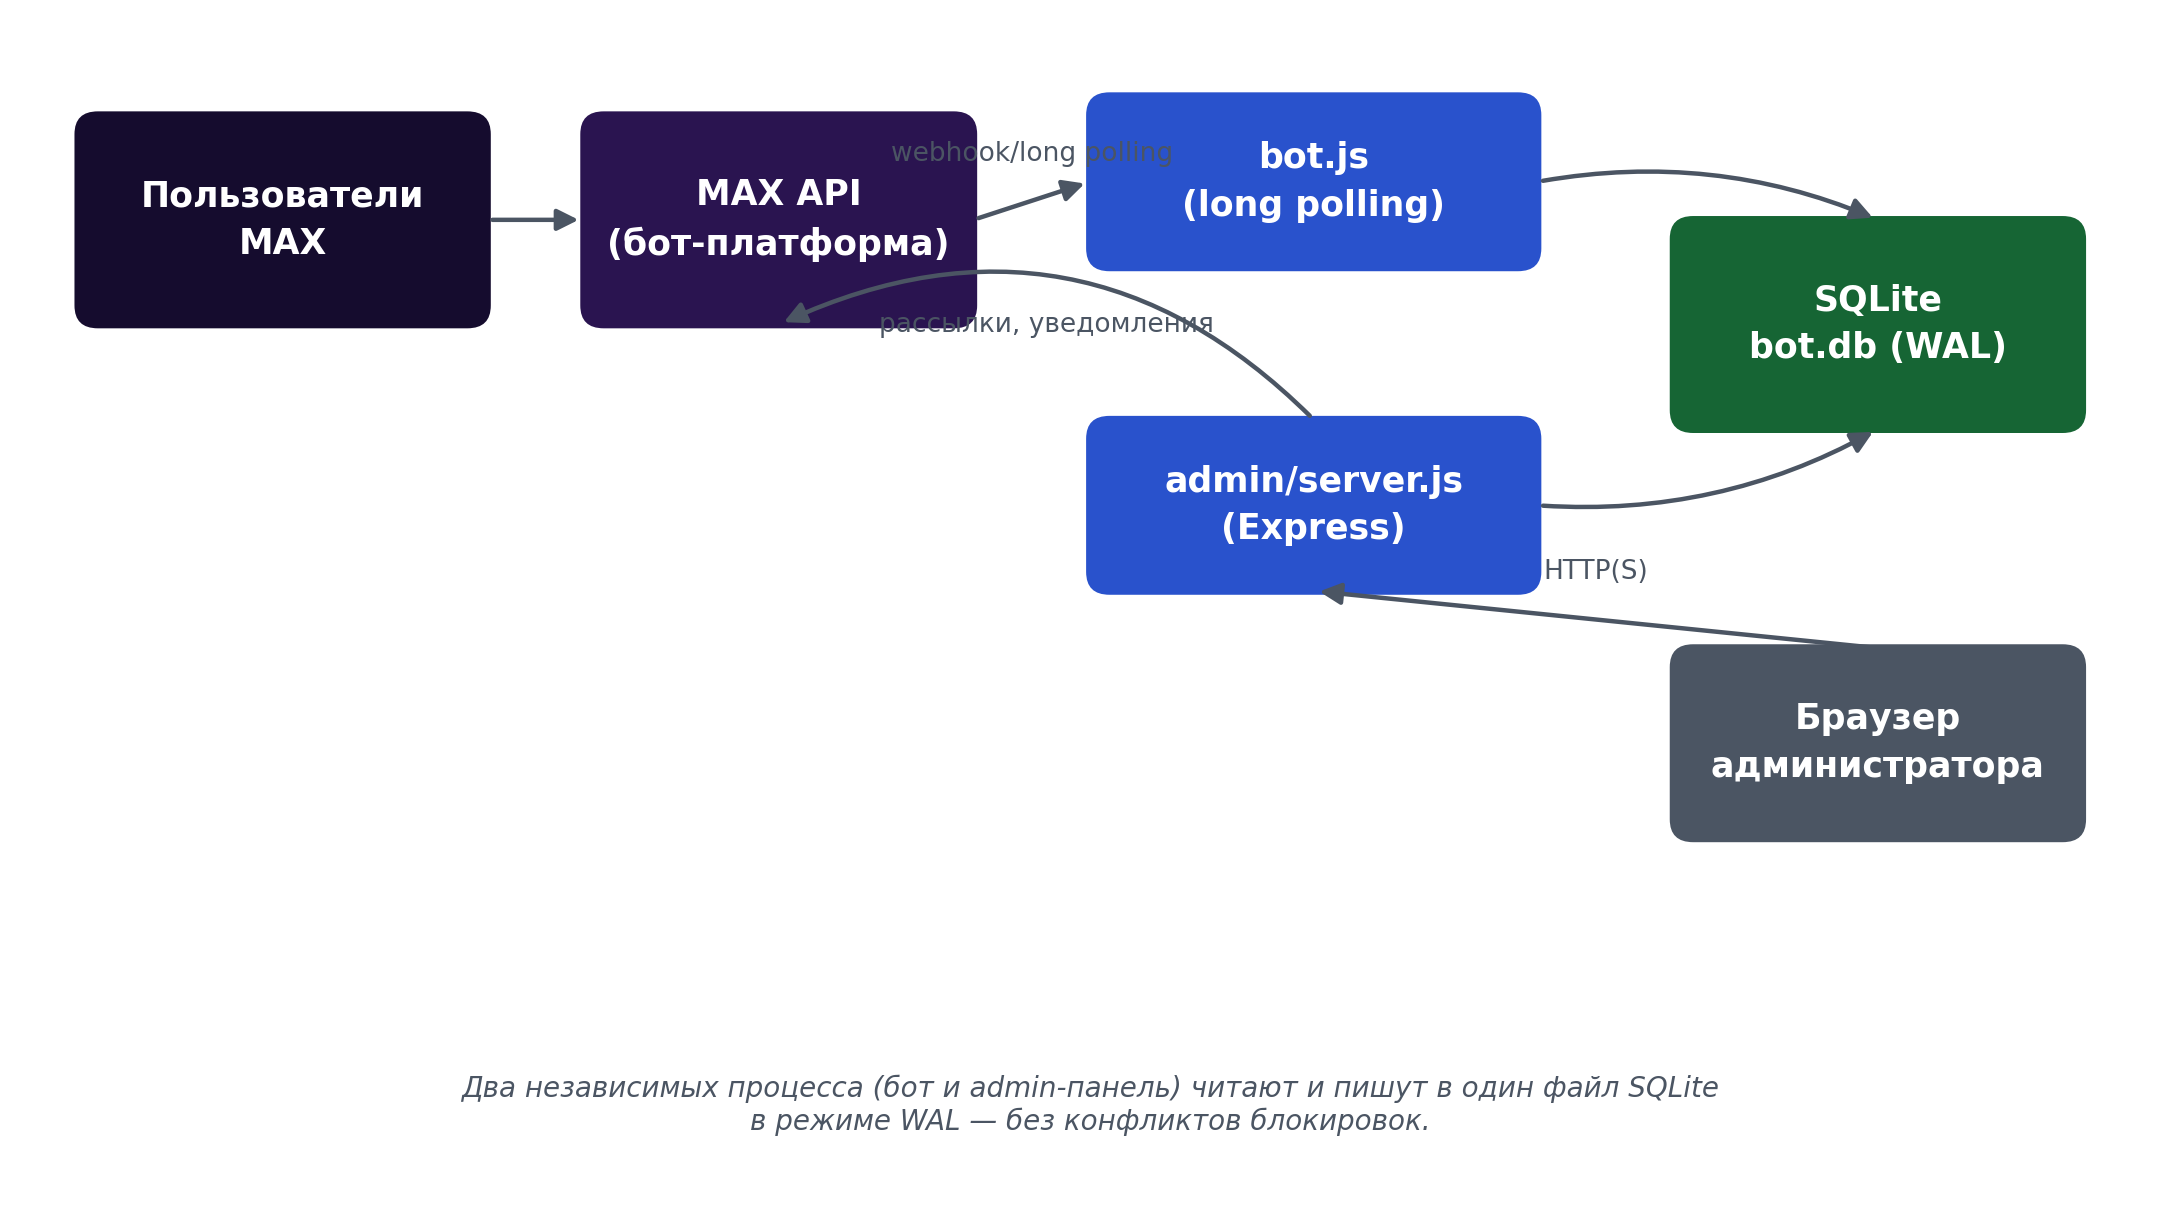 Пользователи
MAX
MAX API
(бот-платформа)
webhook/long polling
bot.js
(long polling)
SQLite
bot.db (WAL)
рассылки, уведомления
admin/server.js
(Express)
HTTP(S)
Браузер
администратора
Два независимых процесса (бот и admin-панель) читают и пишут в один файл SQLite
в режиме WAL — без конфликтов блокировок.